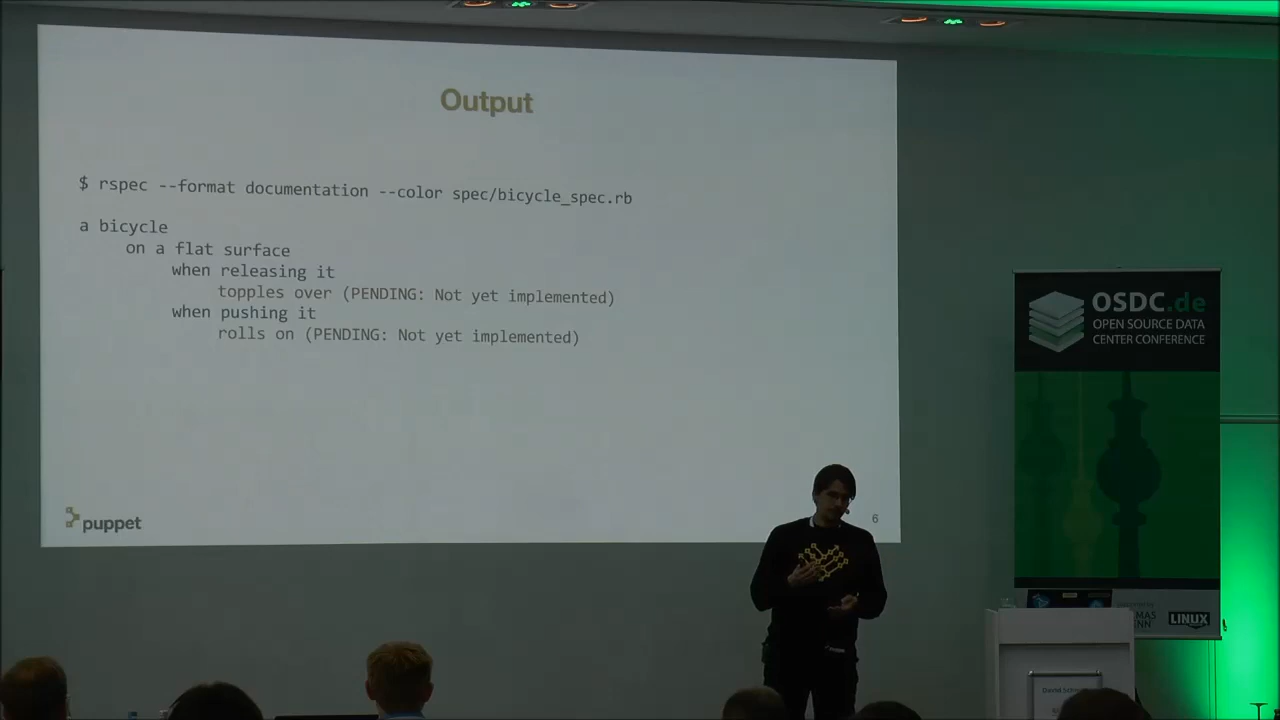 Output
$ rspec --format documentation --color spec/bicycle_spec.rb
a bicycle
on a flat surface
when releasing it
topples over (PENDING: Not yet implemented)
when pushing it
rolls on (PENDING: Not yet implemented)
puppet
6
OSDC.de
OPEN SOURCE DATA
CENTER CONFERENCE
LINUX
David